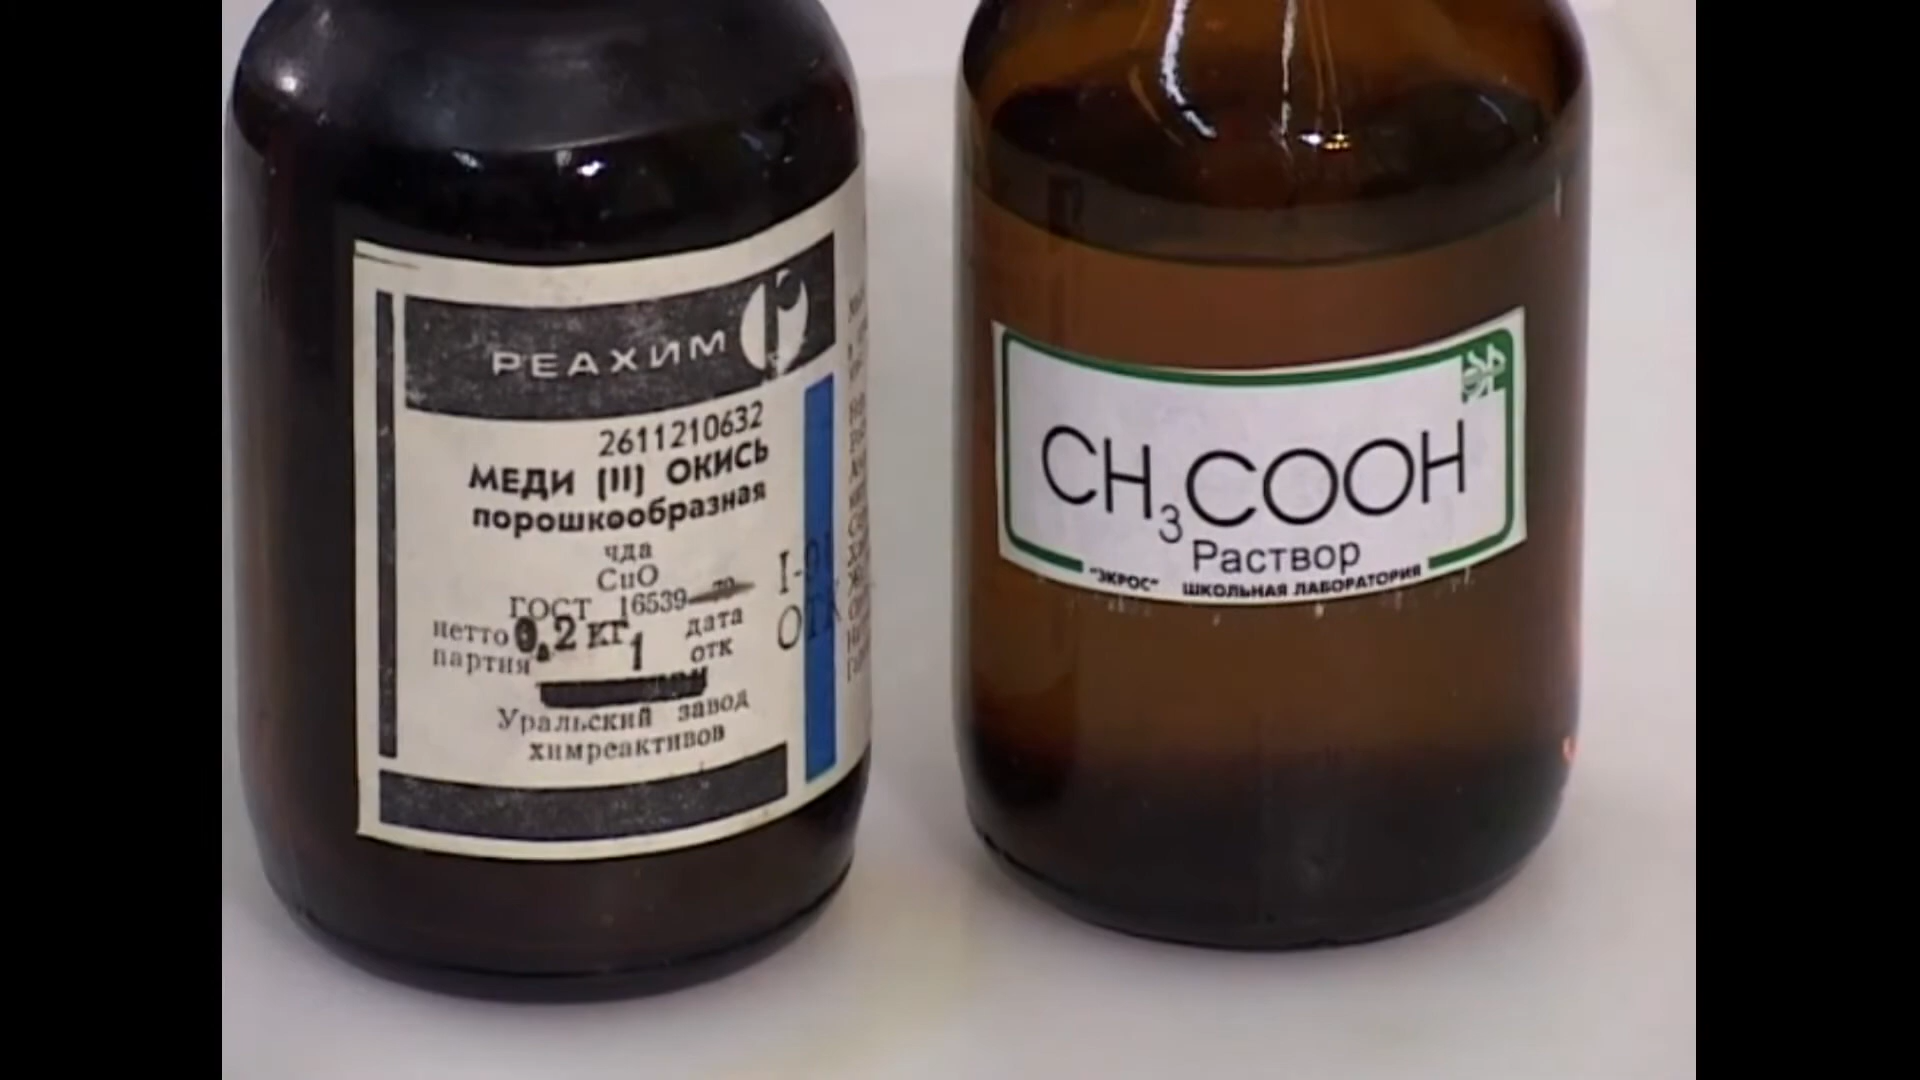 РЕАХИМ
2611210632
МЕДИ (II) ОКИСЬ
порошкообразная
чда
CuO
ГОСТ 16539-79
нетто 0,2 кг дата
партия 1 отк
Уральский завод
химреактивов
CH3COOH
Раствор
"ЭКРОС" ШКОЛЬНАЯ ЛАБОРАТОРИЯ